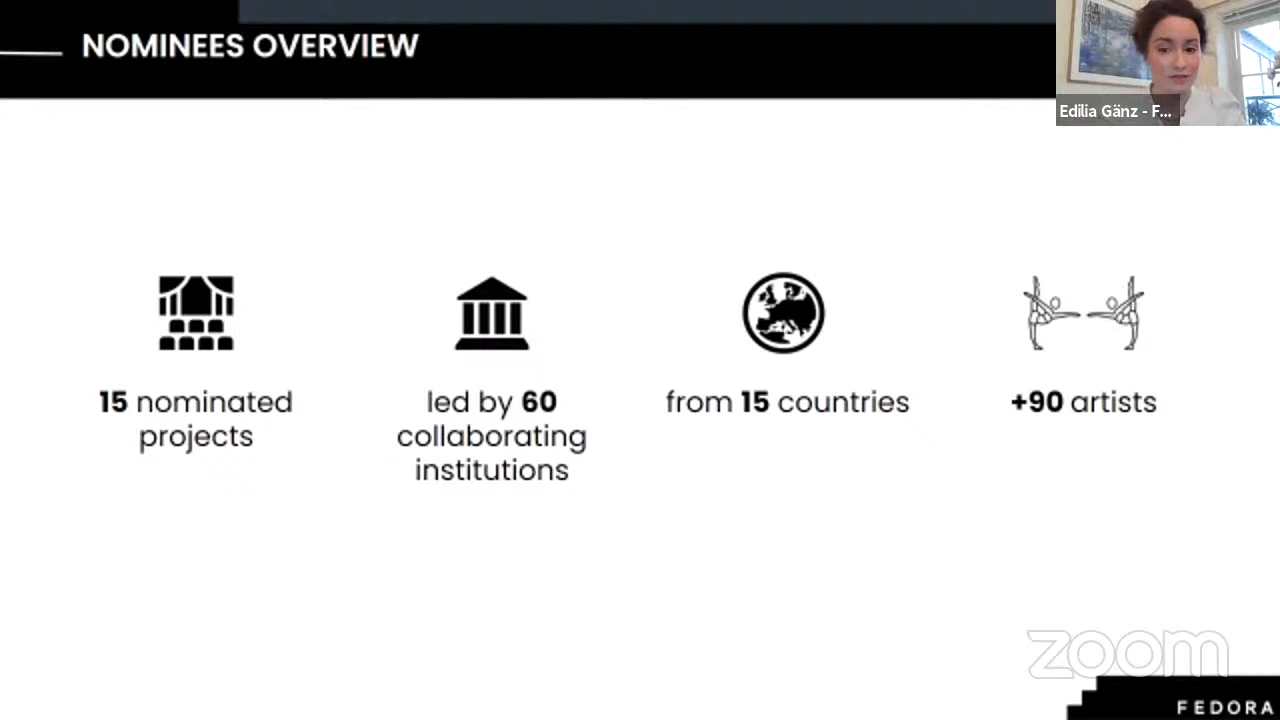 NOMINEES OVERVIEW
Edilia Gänz - F...
15 nominated
projects
led by 60
collaborating
institutions
from 15 countries
+90 artists
zoom
FEDORA